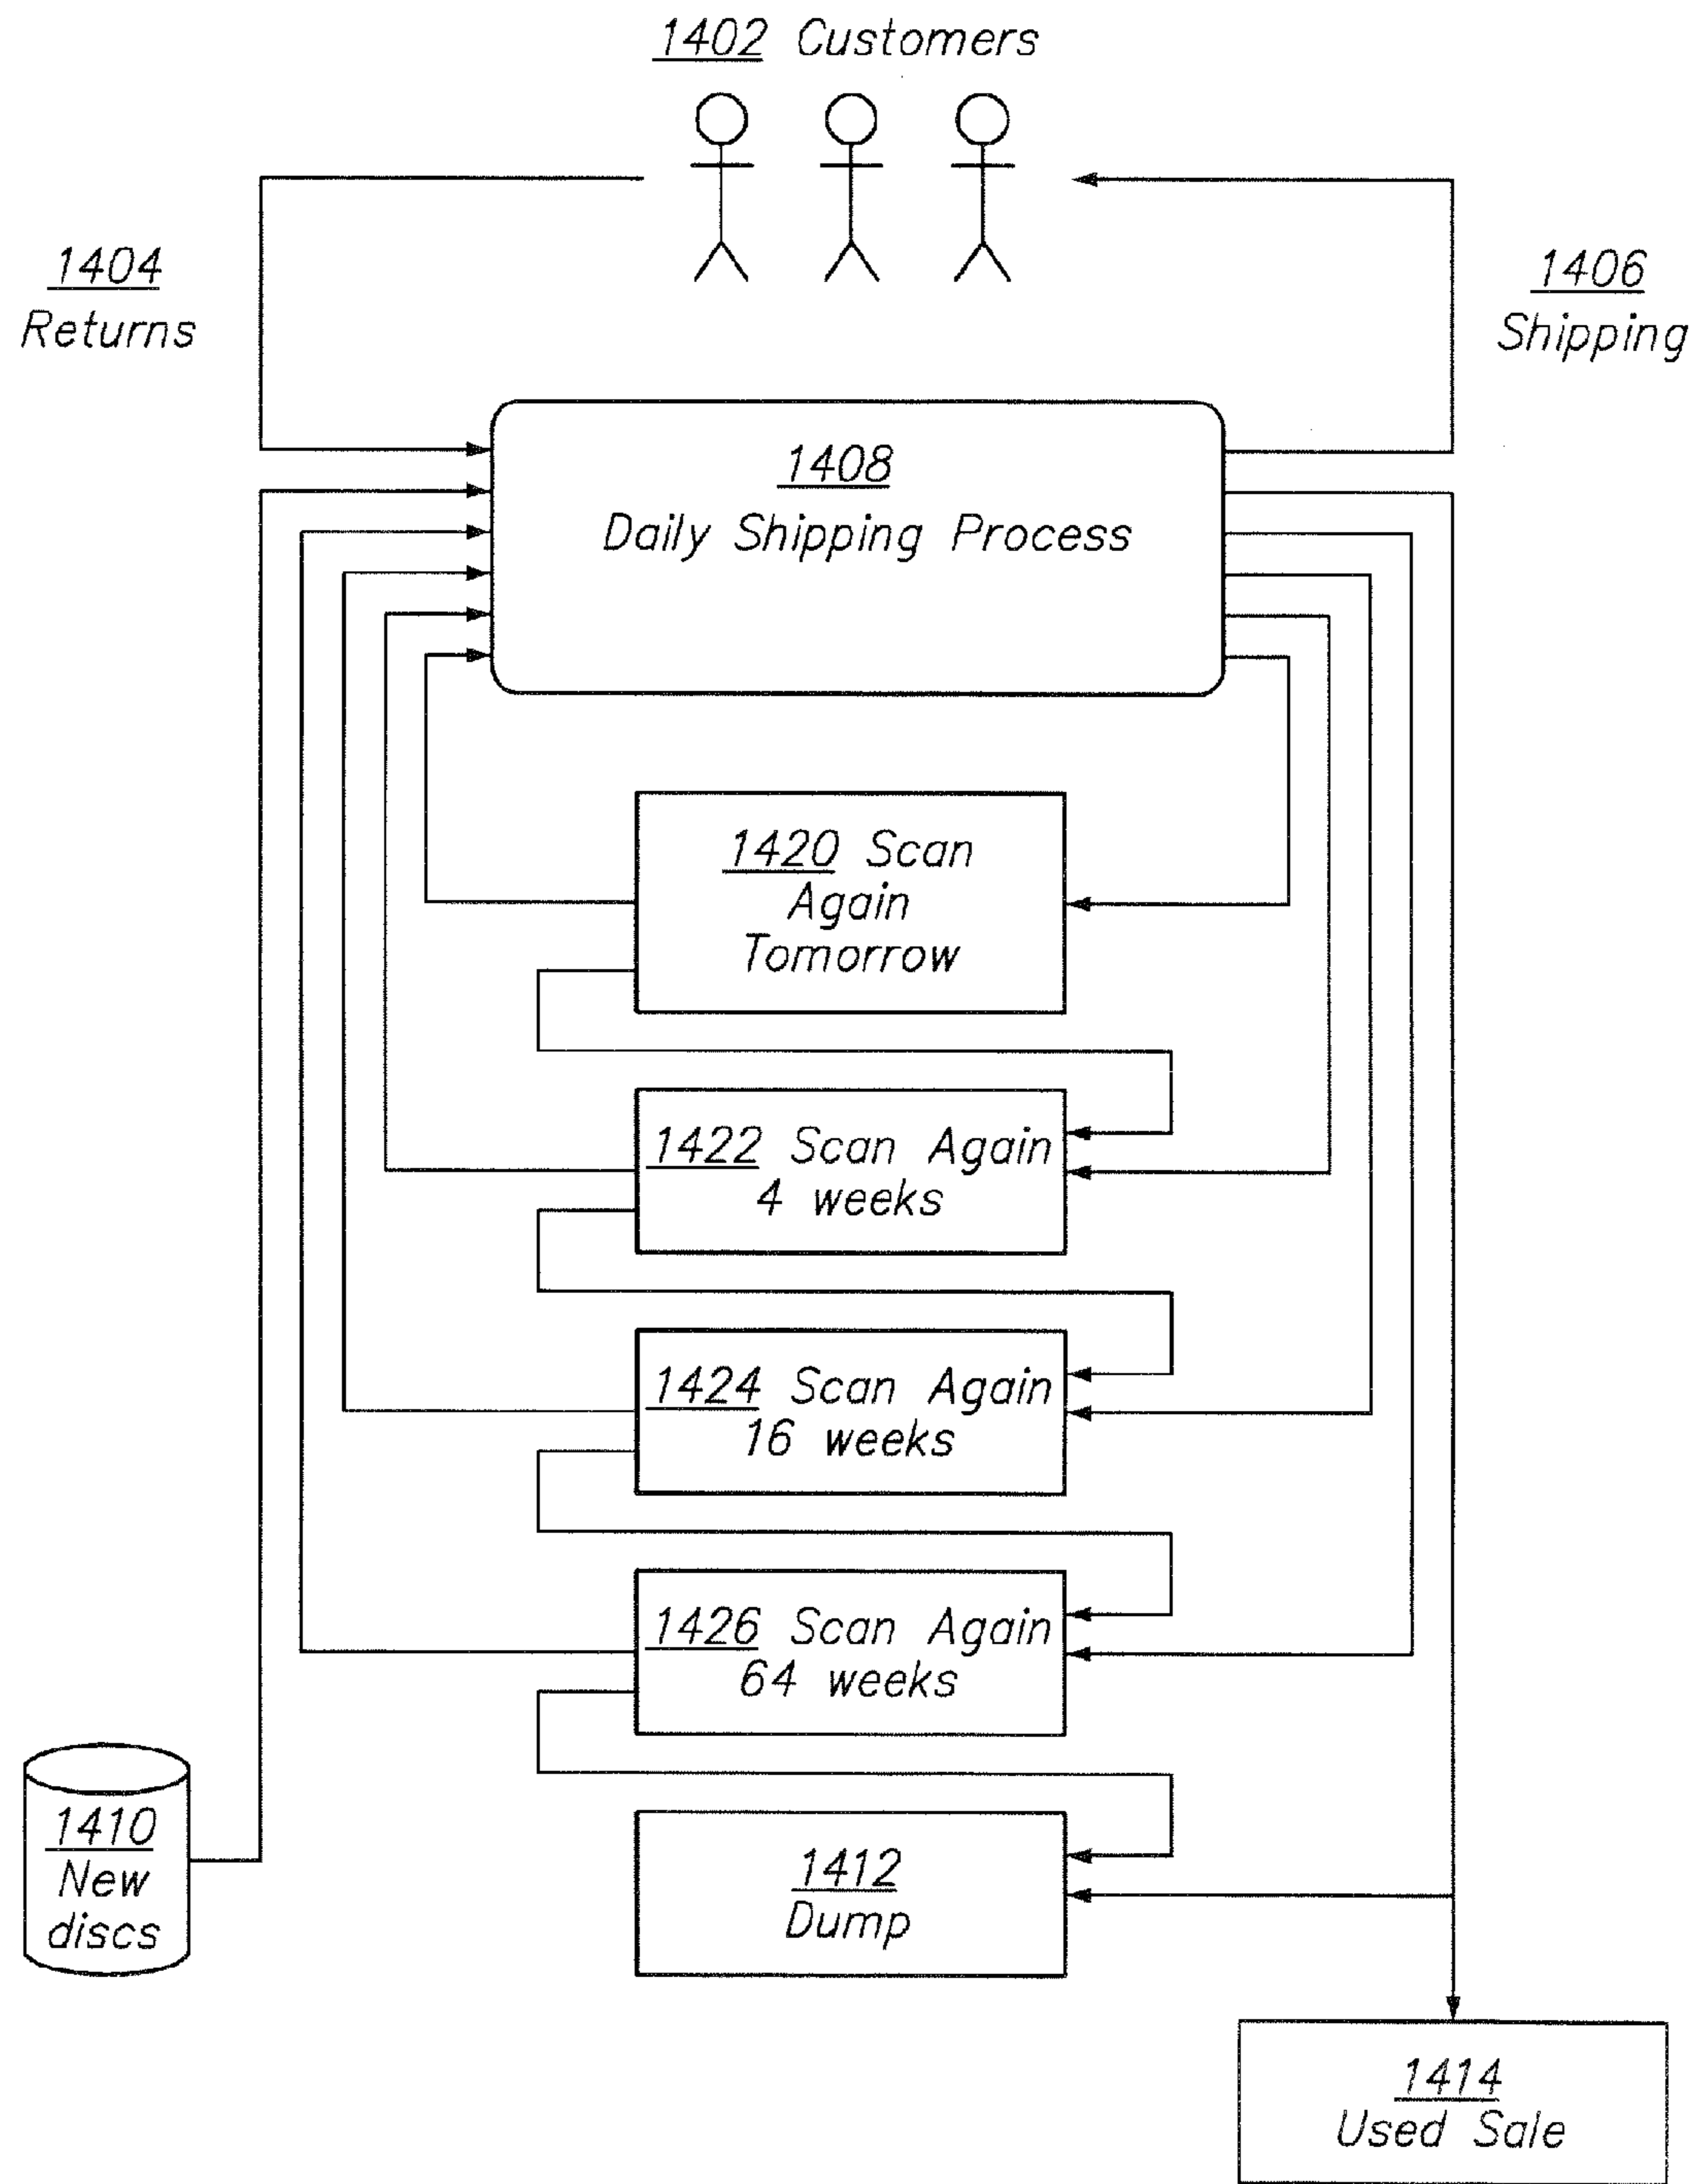 1402 Customers
1404
Returns
1406
Shipping
1408
Daily Shipping Process
1420 Scan
Again
Tomorrow
1422 Scan Again
4 weeks
1424 Scan Again
16 weeks
1426 Scan Again
64 weeks
1410
New
discs
1412
Dump
1414
Used Sale